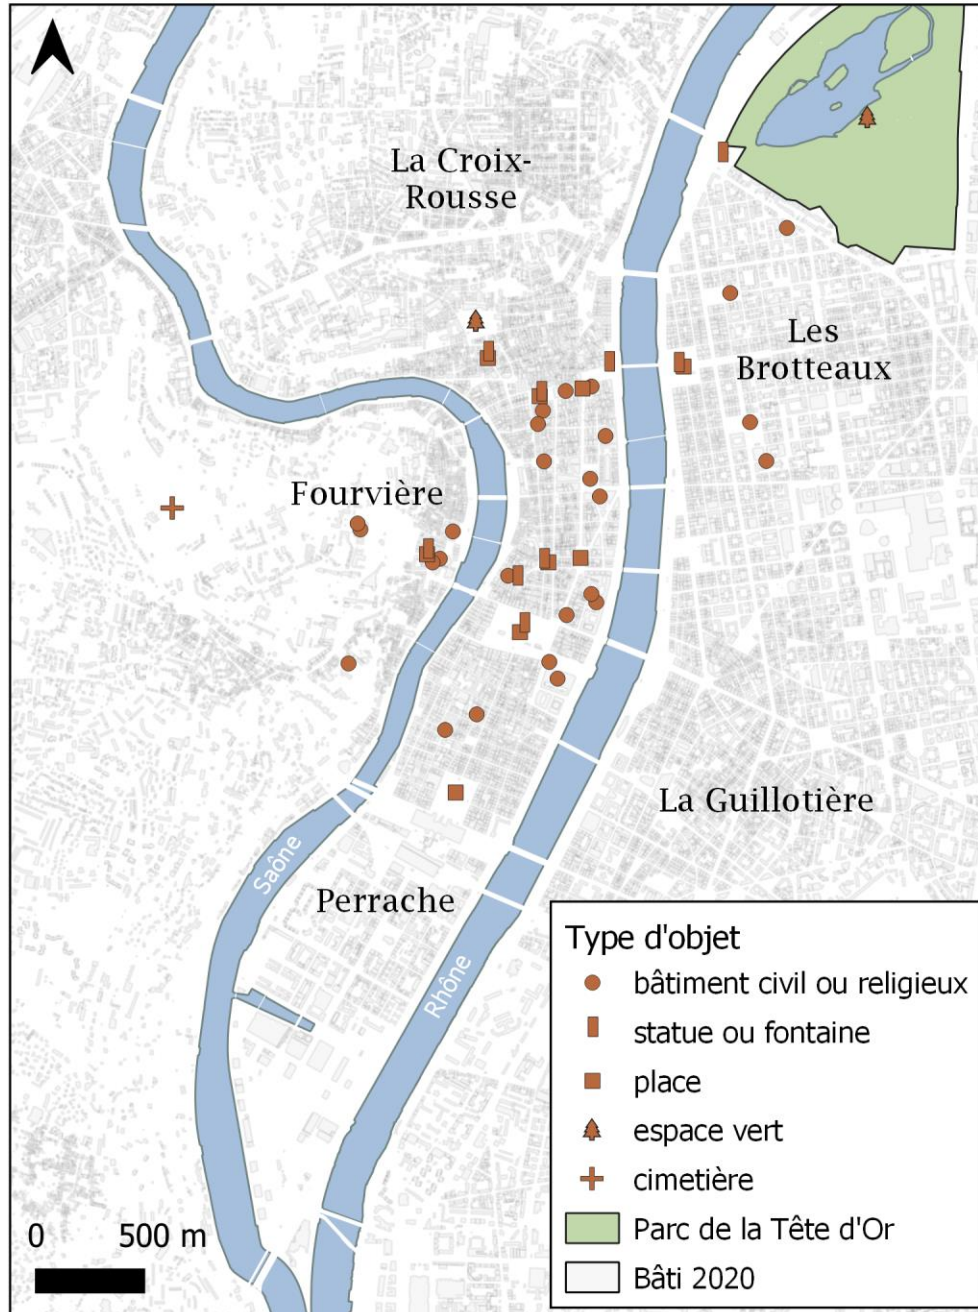 La Croix-
Rousse
Les
Brotteaux
Fourvière
La Guillotière
Saône
Perrache
Rhône
Type d'objet
bâtiment civil ou religieux
statue ou fontaine
place
espace vert
cimetière
Parc de la Tête d'Or
Bâti 2020
0 500 m